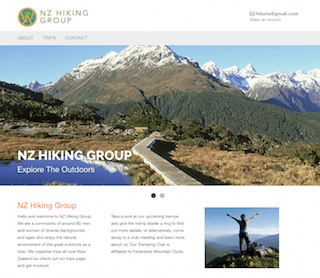 NZ HIKING
GROUP
hikenz@gmail.com
Make an enquiry
ABOUT TRIPS CONTACT
NZ HIKING GROUP
Explore The Outdoors
NZ Hiking Group
Hello and welcome to NZ Hiking Group.
We are a community of around 80 men
and women of diverse backgrounds
and ages who enjoy the natural
environment of the great outdoors as a
club. We organise trips all over New
Zealand so check out our trips page
and get involved.
Take a look at our upcoming tramps
and give the tramp leader a ring to find
out more details, or alternatively, come
along to a club meeting and learn more
about us. Our Tramping Club is
affiliated to Federated Mountain Clubs